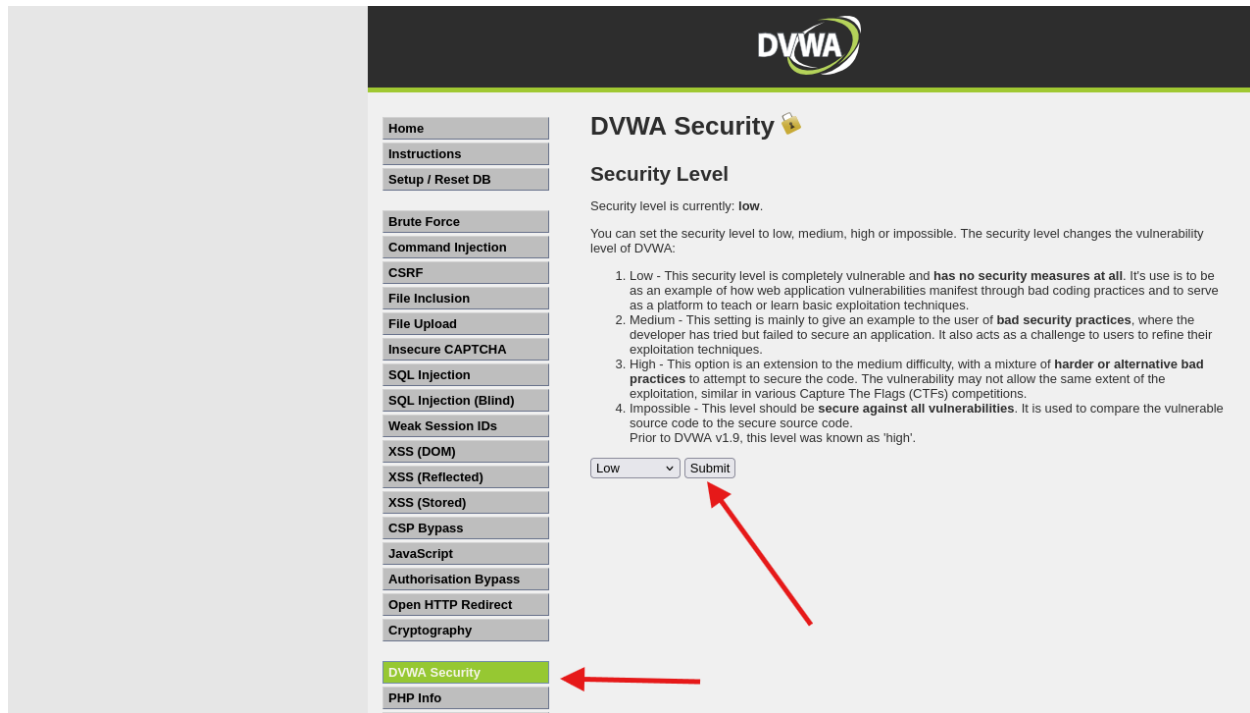 DVWA
Home
Instructions
Setup / Reset DB
Brute Force
Command Injection
CSRF
File Inclusion
File Upload
Insecure CAPTCHA
SQL Injection
SQL Injection (Blind)
Weak Session IDs
XSS (DOM)
XSS (Reflected)
XSS (Stored)
CSP Bypass
JavaScript
Authorisation Bypass
Open HTTP Redirect
Cryptography
DVWA Security
PHP Info
DVWA Security
Security Level
Security level is currently: low.
You can set the security level to low, medium, high or impossible. The security level changes the vulnerability
level of DVWA:
1. Low - This security level is completely vulnerable and has no security measures at all. It's use is to be
as an example of how web application vulnerabilities manifest through bad coding practices and to serve
as a platform to teach or learn basic exploitation techniques.
2. Medium - This setting is mainly to give an example to the user of bad security practices, where the
developer has tried but failed to secure an application. It also acts as a challenge to users to refine their
exploitation techniques.
3. High - This option is an extension to the medium difficulty, with a mixture of harder or alternative bad
practices to attempt to secure the code. The vulnerability may not allow the same extent of the
exploitation, similar in various Capture The Flags (CTFs) competitions.
4. Impossible - This level should be secure against all vulnerabilities. It is used to compare the vulnerable
source code to the secure source code.
Prior to DVWA v1.9, this level was known as 'high'.
Low Submit